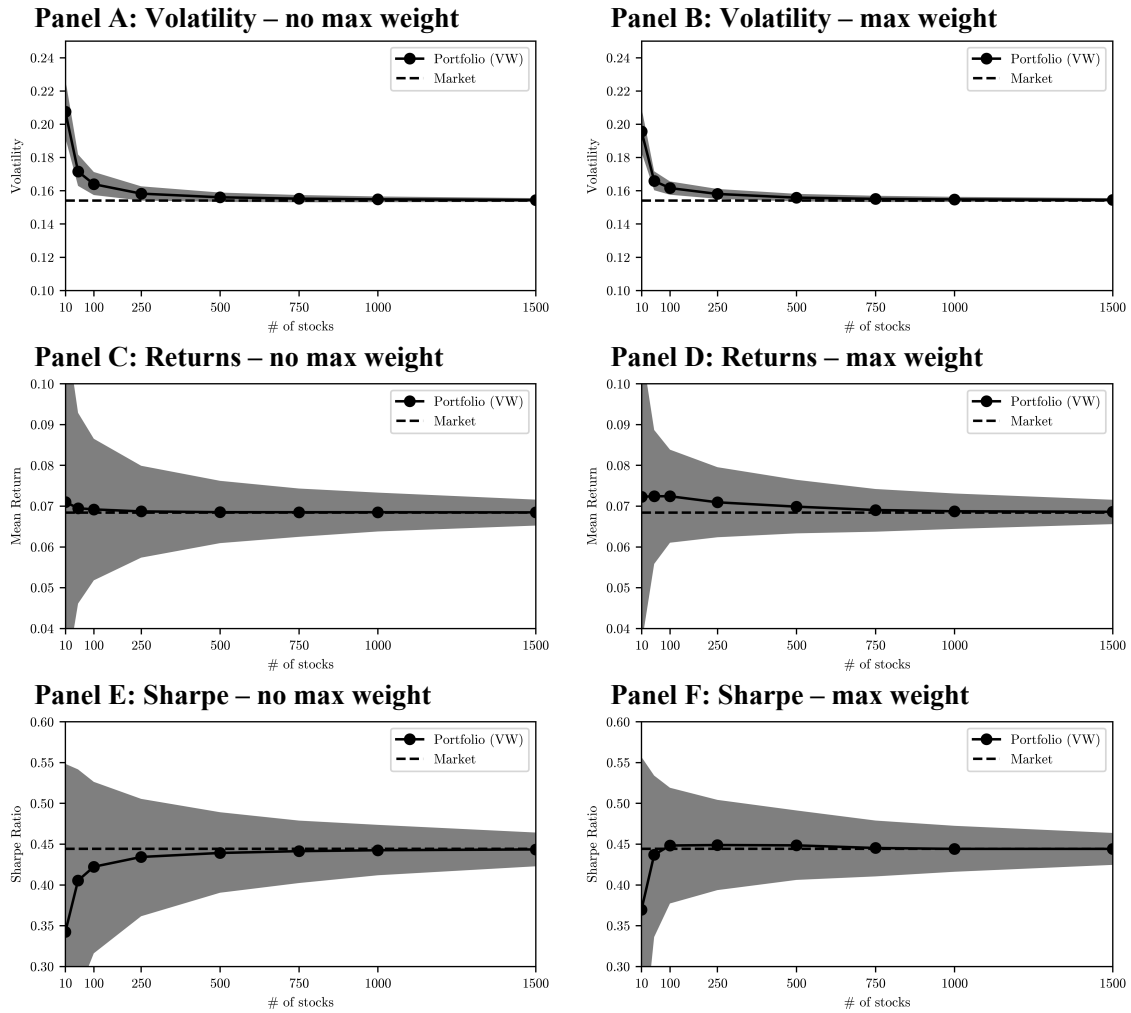 Panel A: Volatility – no max weight
Volatility
0.24
0.22
0.20
0.18
0.16
0.14
0.12
0.10
Portfolio (VW)
Market
10 100 250 500 750 1000 1500
# of stocks
Panel B: Volatility – max weight
Volatility
0.24
0.22
0.20
0.18
0.16
0.14
0.12
0.10
Portfolio (VW)
Market
10 100 250 500 750 1000 1500
# of stocks
Panel C: Returns – no max weight
Mean Return
0.10
0.09
0.08
0.07
0.06
0.05
0.04
Portfolio (VW)
Market
10 100 250 500 750 1000 1500
# of stocks
Panel D: Returns – max weight
Mean Return
0.10
0.09
0.08
0.07
0.06
0.05
0.04
Portfolio (VW)
Market
10 100 250 500 750 1000 1500
# of stocks
Panel E: Sharpe – no max weight
Sharpe Ratio
0.60
0.55
0.50
0.45
0.40
0.35
0.30
Portfolio (VW)
Market
10 100 250 500 750 1000 1500
# of stocks
Panel F: Sharpe – max weight
Sharpe Ratio
0.60
0.55
0.50
0.45
0.40
0.35
0.30
Portfolio (VW)
Market
10 100 250 500 750 1000 1500
# of stocks